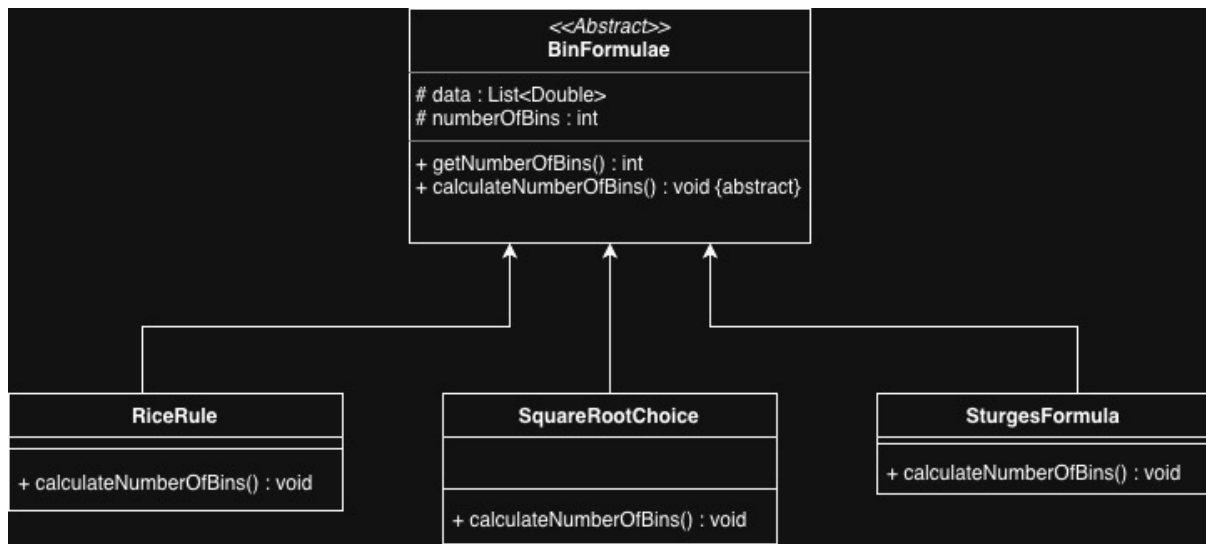 <<Abstract>>
BinFormulae
# data : List<Double>
# numberOfBins : int
+ getNumberOfBins() : int
+ calculateNumberOfBins() : void {abstract}
RiceRule
+ calculateNumberOfBins() : void
SquareRootChoice
+ calculateNumberOfBins() : void
SturgesFormula
+ calculateNumberOfBins() : void